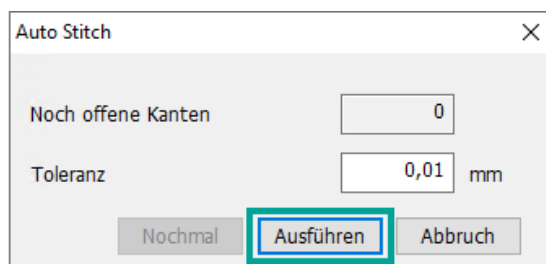 Auto Stitch
Noch offene Kanten 0
Toleranz 0,01 mm
Nochmal Ausführen Abbruch